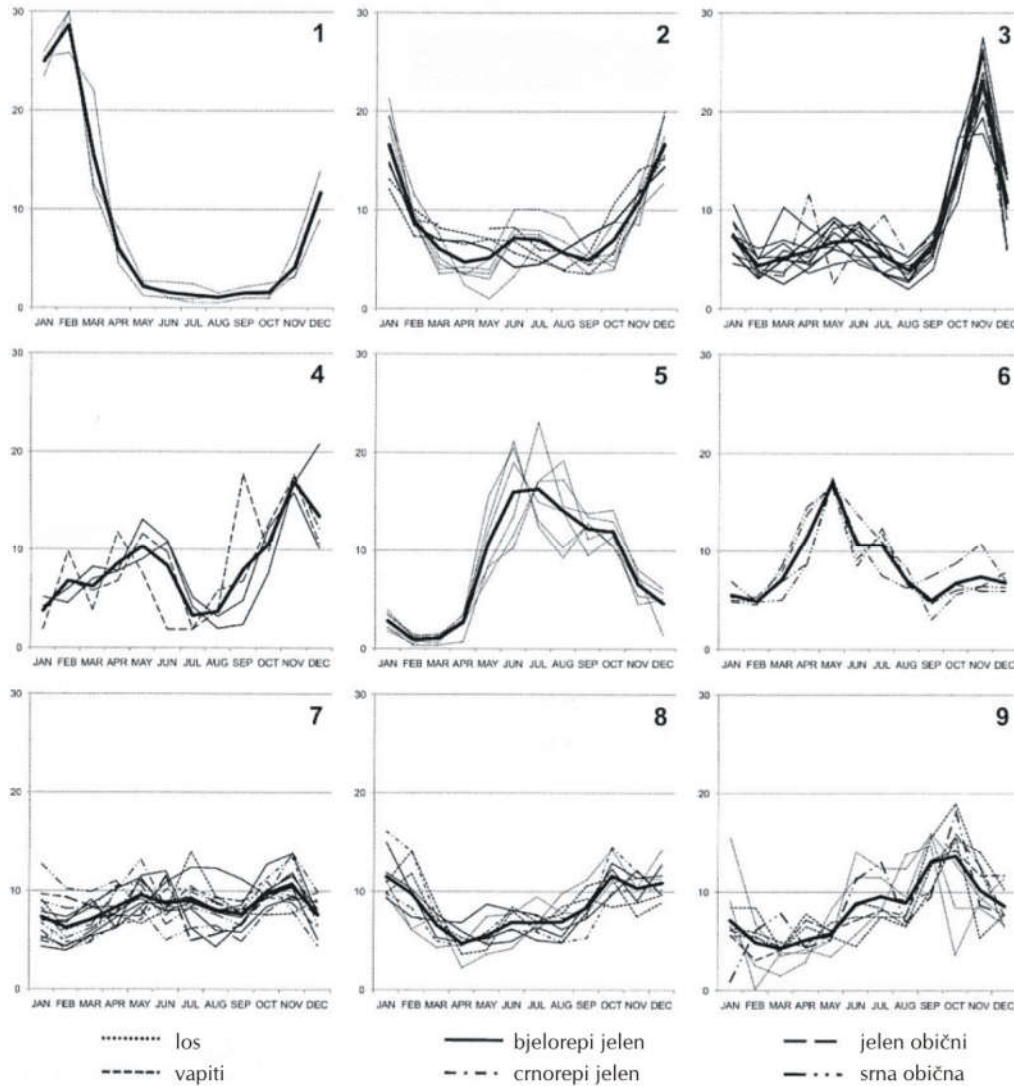 30 1 30 2 30 3
20 20 20
10 10 10
0 0 0
JAN FEB MAR APR MAY JUN JUL AUG SEP OCT NOV DEC JAN FEB MAR APR MAY JUN JUL AUG SEP OCT NOV DEC JAN FEB MAR APR MAY JUN JUL AUG SEP OCT NOV DEC
30 4 30 5 30 6
20 20 20
10 10 10
0 0 0
JAN FEB MAR APR MAY JUN JUL AUG SEP OCT NOV DEC JAN FEB MAR APR MAY JUN JUL AUG SEP OCT NOV DEC JAN FEB MAR APR MAY JUN JUL AUG SEP OCT NOV DEC
30 7 30 8 30 9
20 20 20
10 10 10
0 0 0
JAN FEB MAR APR MAY JUN JUL AUG SEP OCT NOV DEC JAN FEB MAR APR MAY JUN JUL AUG SEP OCT NOV DEC JAN FEB MAR APR MAY JUN JUL AUG SEP OCT NOV DEC
los bjelorepi jelen jelen obični
vapiti crnorepi jelen srna obična